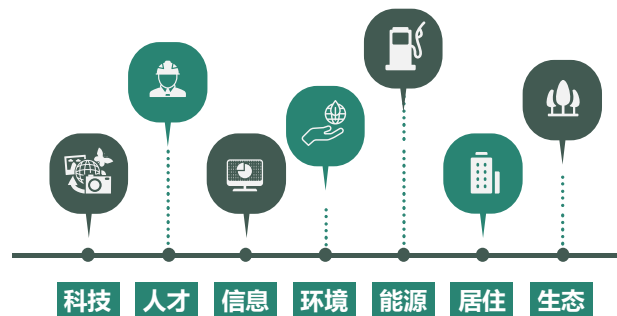 科技 人才 信息 环境 能源 居住 生态